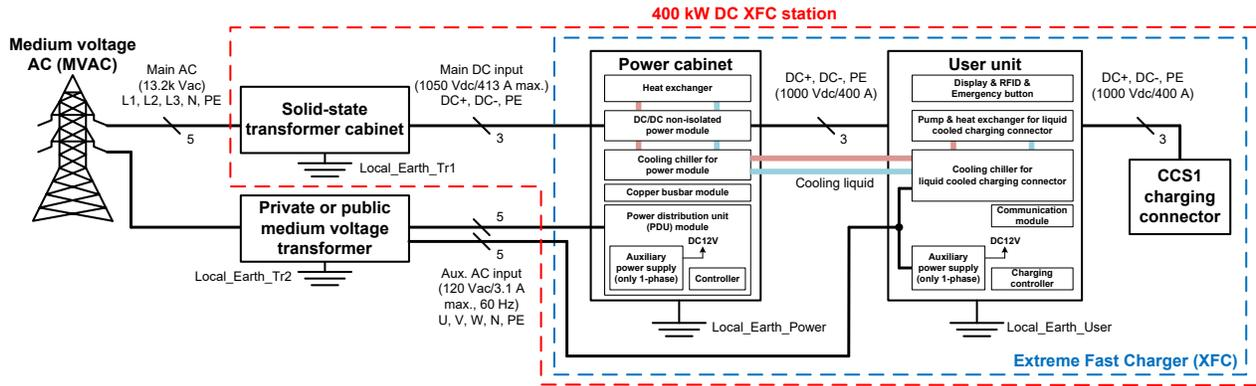 400 kW DC XFC station
Medium voltage
AC (MVAC)
Main AC
(13.2k Vac)
L1, L2, L3, N, PE
5
Solid-state
transformer cabinet
Local_Earth_Tr1
Main DC input
(1050 Vdc/413 A max.)
DC+, DC-, PE
3
Private or public
medium voltage
transformer
Local_Earth_Tr2
5
5
Aux. AC input
(120 Vac/3.1 A
max., 60 Hz)
U, V, W, N, PE
Power cabinet
Heat exchanger
DC/DC non-isolated
power module
Cooling chiller for
power module
Copper busbar module
Power distribution unit
(PDU) module
DC12V
Auxiliary
power supply
(only 1-phase)
Controller
Local_Earth_Power
DC+, DC-, PE
(1000 Vdc/400 A)
3
Cooling liquid
User unit
Display & RFID &
Emergency button
Pump & heat exchanger for liquid
cooled charging connector
Cooling chiller for
liquid cooled charging connector
Communication
module
DC12V
Auxiliary
power supply
(only 1-phase)
Charging
controller
Local_Earth_User
DC+, DC-, PE
(1000 Vdc/400 A)
3
CCS1
charging
connector
Extreme Fast Charger (XFC)